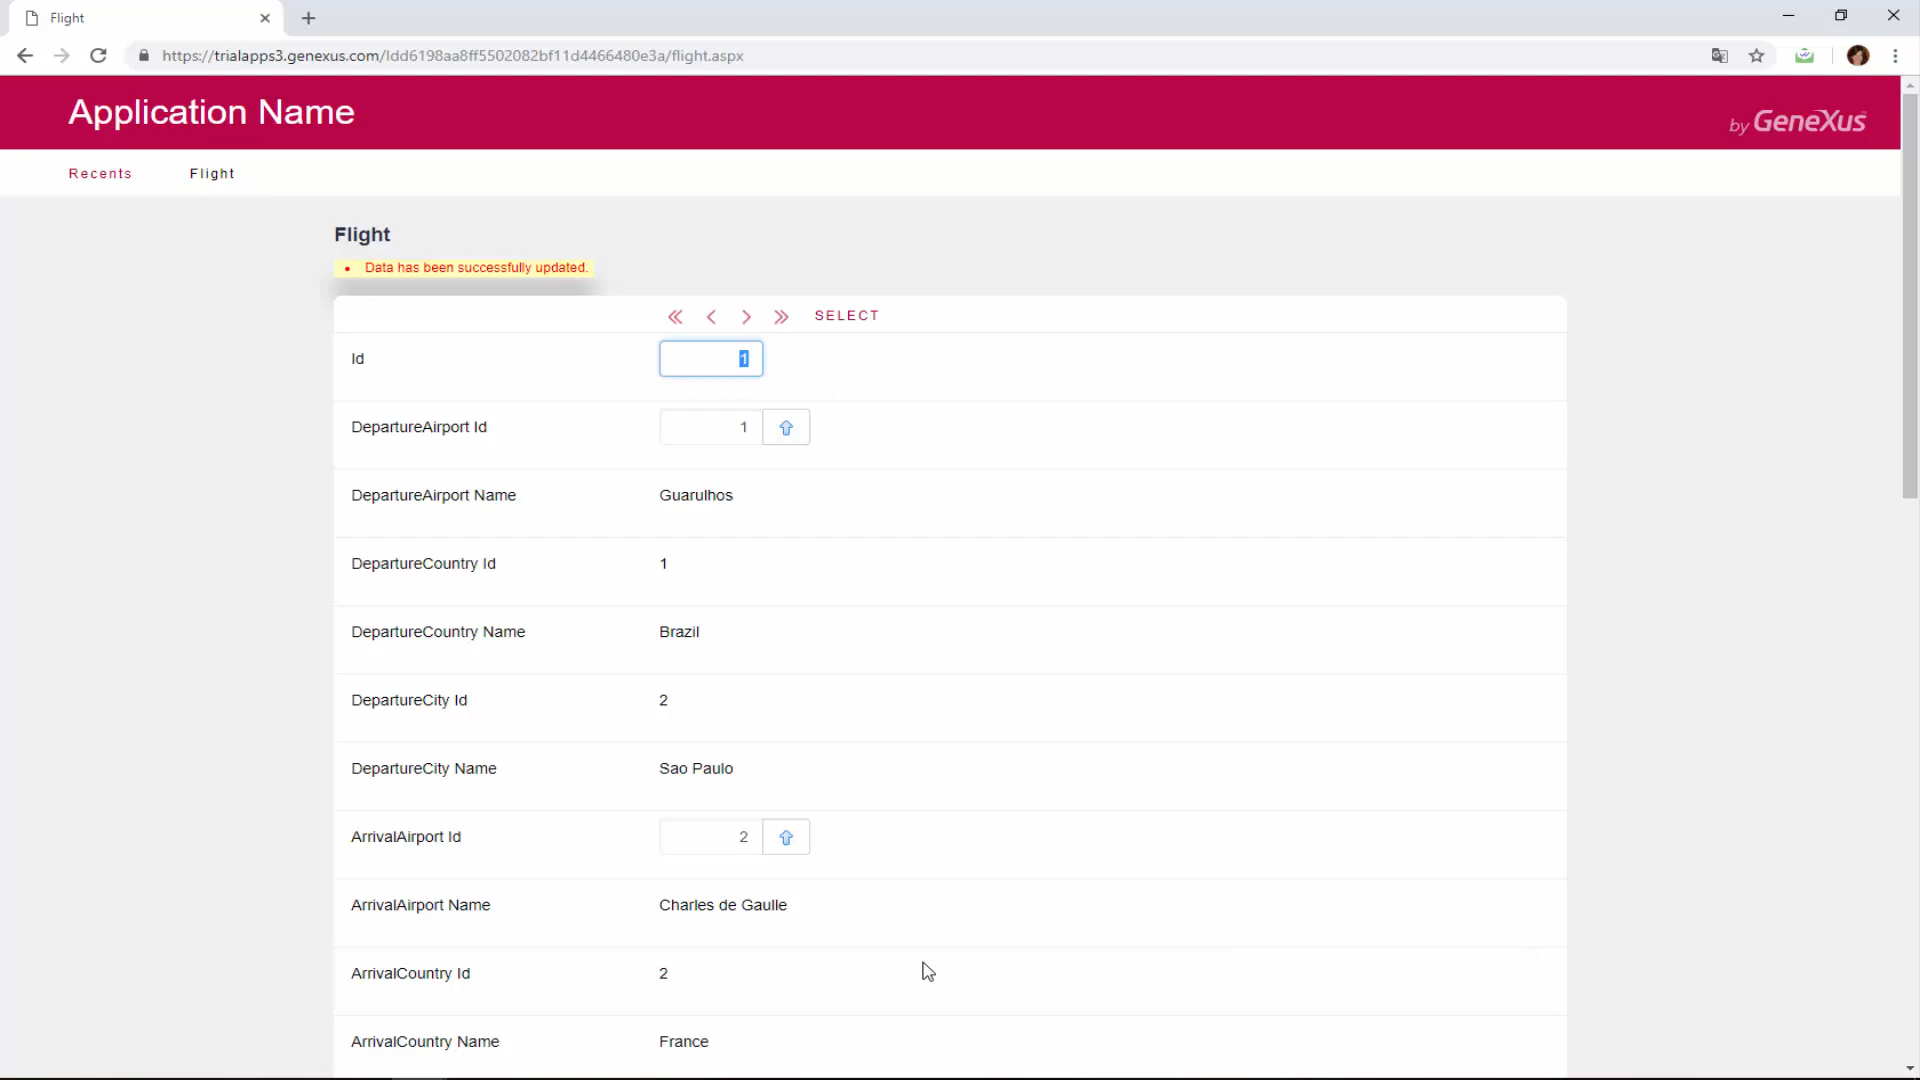 Flight
https://trialapps3.genexus.com/Idd6198aa8ff5502082bf11d4466480e3a/flight.aspx
Application Name
by GeneXus
Recents Flight
Flight
Data has been successfully updated.
SELECT
Id 1
DepartureAirport Id 1
DepartureAirport Name Guarulhos
DepartureCountry Id 1
DepartureCountry Name Brazil
DepartureCity Id 2
DepartureCity Name Sao Paulo
ArrivalAirport Id 2
ArrivalAirport Name Charles de Gaulle
ArrivalCountry Id 2
ArrivalCountry Name France